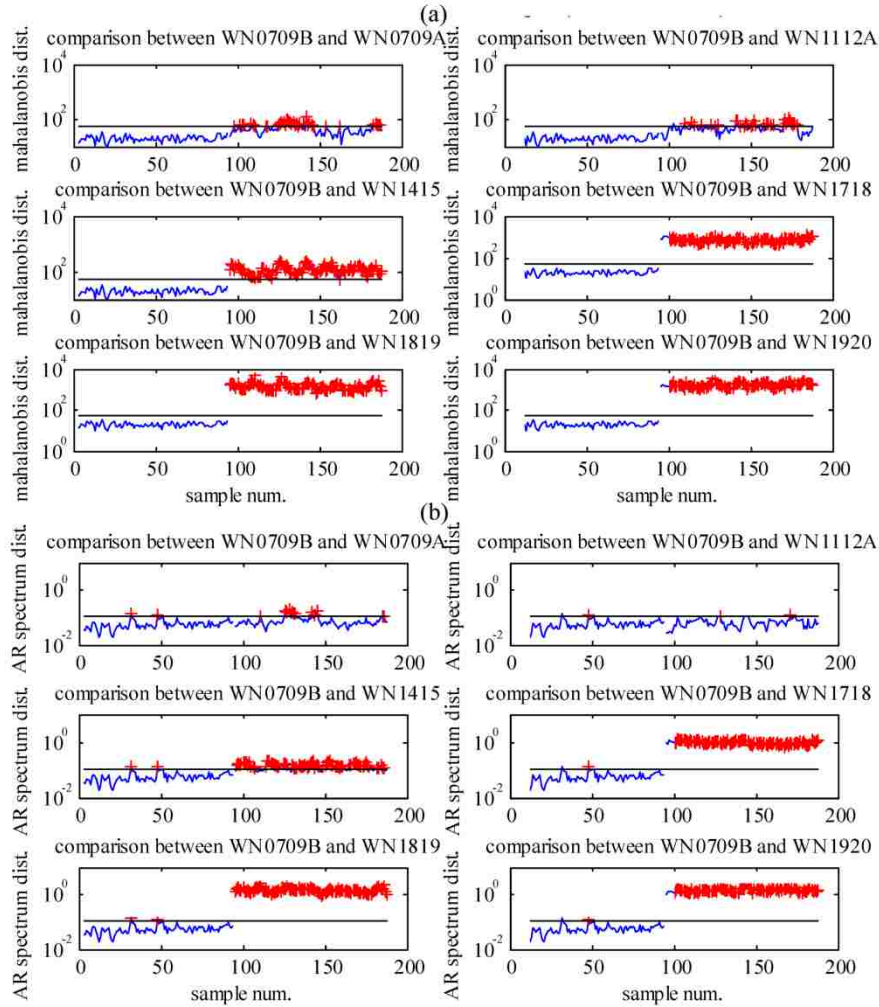 (a)
comparison between WN0709B and WN0709A
mahalanobis dist.
10^4
10^2
0 50 100 150 200
comparison between WN0709B and WN1112A
mahalanobis dist.
10^4
10^2
0 50 100 150 200
comparison between WN0709B and WN1415
mahalanobis dist.
10^4
10^2
0 50 100 150 200
comparison between WN0709B and WN1718
mahalanobis dist.
10^4
10^2
10^0
0 50 100 150 200
comparison between WN0709B and WN1819
mahalanobis dist.
10^4
10^2
10^0
0 50 100 150 200
sample num.
comparison between WN0709B and WN1920
mahalanobis dist.
10^4
10^2
10^0
0 50 100 150 200
sample num.
(b)
comparison between WN0709B and WN0709A
AR spectrum dist.
10^0
10^-2
0 50 100 150 200
comparison between WN0709B and WN1112A
AR spectrum dist.
10^0
10^-2
0 50 100 150 200
comparison between WN0709B and WN1415
AR spectrum dist.
10^0
10^-2
0 50 100 150 200
comparison between WN0709B and WN1718
AR spectrum dist.
10^0
10^-2
0 50 100 150 200
comparison between WN0709B and WN1819
AR spectrum dist.
10^0
10^-2
0 50 100 150 200
sample num.
comparison between WN0709B and WN1920
AR spectrum dist.
10^0
10^-2
0 50 100 150 200
sample num.